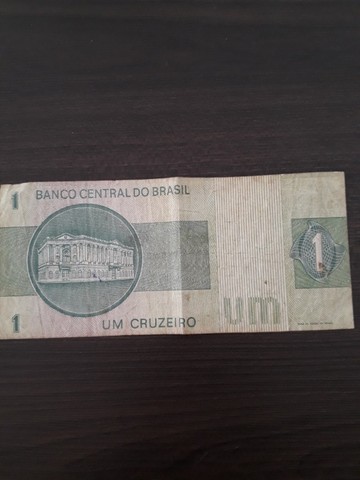 1
BANCO CENTRAL DO BRASIL
1
1
UM CRUZEIRO
um